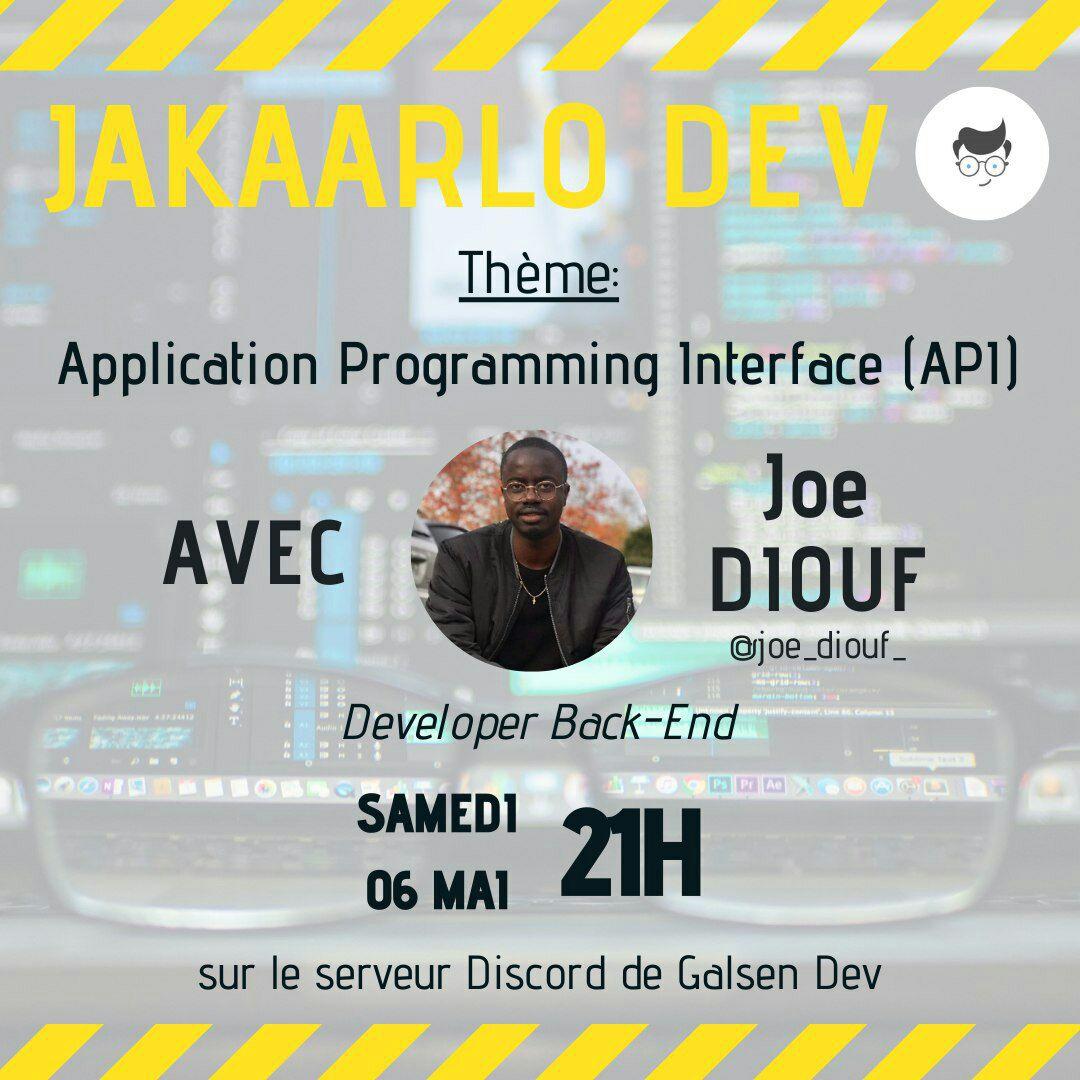 JAKAARLO DEV
Thème:
Application Programming Interface (API)
AVEC
Joe
DIOUF
@rjoe_diouf_
Developer Back-End
SAMEDI
06 MAI
21H
sur le serveur Discord de Galsen Dev